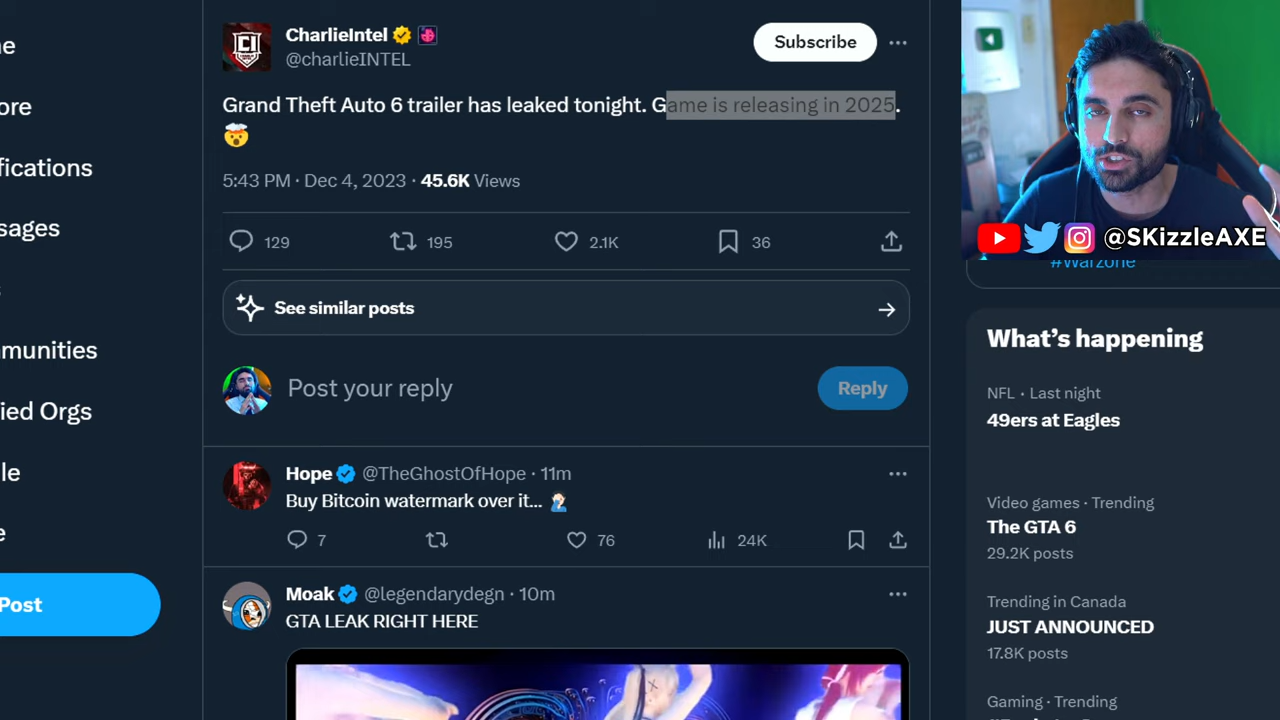 me
CharlieIntel
Subscribe
@charlieINTEL
ore
Grand Theft Auto 6 trailer has leaked tonight. Game is releasing in 2025.
🤯
fications
5:43 PM · Dec 4, 2023 · 45.6K Views
sages
129
195
2.1K
36
@SKizzleAXE
#Warzone
See similar posts
What's happening
munities
Post your reply
Reply
NFL · Last night
49ers at Eagles
fied Orgs
le
Hope @TheGhostOfHope · 11m
Buy Bitcoin watermark over it... 🤦
7
76
24K
Video games · Trending
The GTA 6
29.2K posts
e
Post
Moak @legendarydegn · 10m
GTA LEAK RIGHT HERE
Trending in Canada
JUST ANNOUNCED
17.8K posts
Gaming · Trending